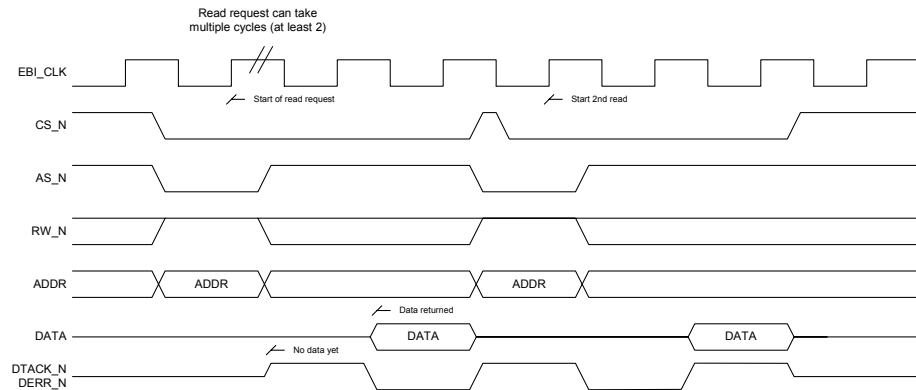 Read request can take
multiple cycles (at least 2)
EBI_CLK
Start of read request
Start 2nd read
CS_N
AS_N
RW_N
ADDR
ADDR
ADDR
Data returned
DATA
DATA
DATA
No data yet
DTACK_N
DERR_N